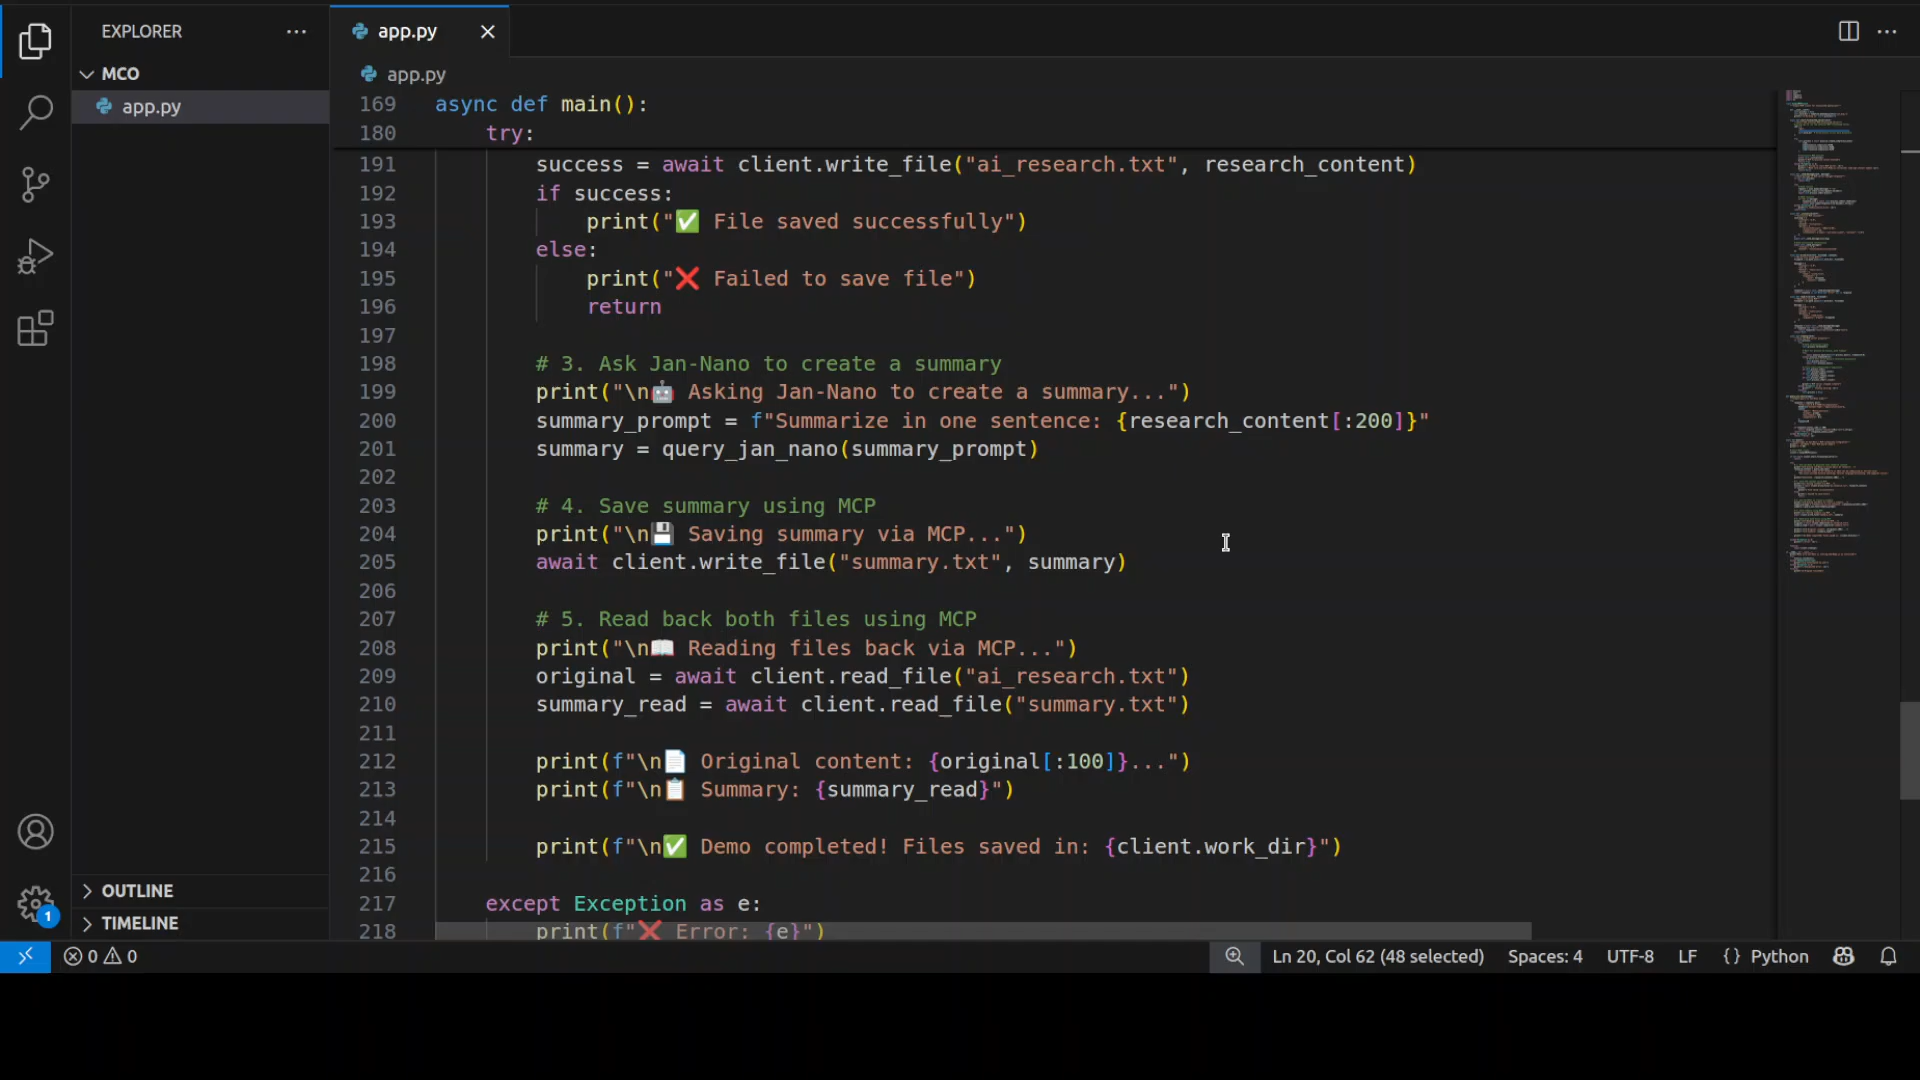 EXPLORER
MCO
app.py
OUTLINE
TIMELINE
app.py
app.py
169 async def main():
180 try:
191 success = await client.write_file("ai_research.txt", research_content)
192 if success:
193 print("✅ File saved successfully")
194 else:
195 print("❌ Failed to save file")
196 return
197
198 # 3. Ask Jan-Nano to create a summary
199 print("\n🤖 Asking Jan-Nano to create a summary...")
200 summary_prompt = f"Summarize in one sentence: {research_content[:200]}"
201 summary = query_jan_nano(summary_prompt)
202
203 # 4. Save summary using MCP
204 print("\n💾 Saving summary via MCP...")
205 await client.write_file("summary.txt", summary)
206
207 # 5. Read back both files using MCP
208 print("\n📖 Reading files back via MCP...")
209 original = await client.read_file("ai_research.txt")
210 summary_read = await client.read_file("summary.txt")
211
212 print(f"\n📄 Original content: {original[:100]}...")
213 print(f"\n📋 Summary: {summary_read}")
214
215 print(f"\n✅ Demo completed! Files saved in: {client.work_dir}")
216
217 except Exception as e:
218 print(f"❌ Error: {e}")
1
0 0 Ln 20, Col 62 (48 selected) Spaces: 4 UTF-8 LF {} Python